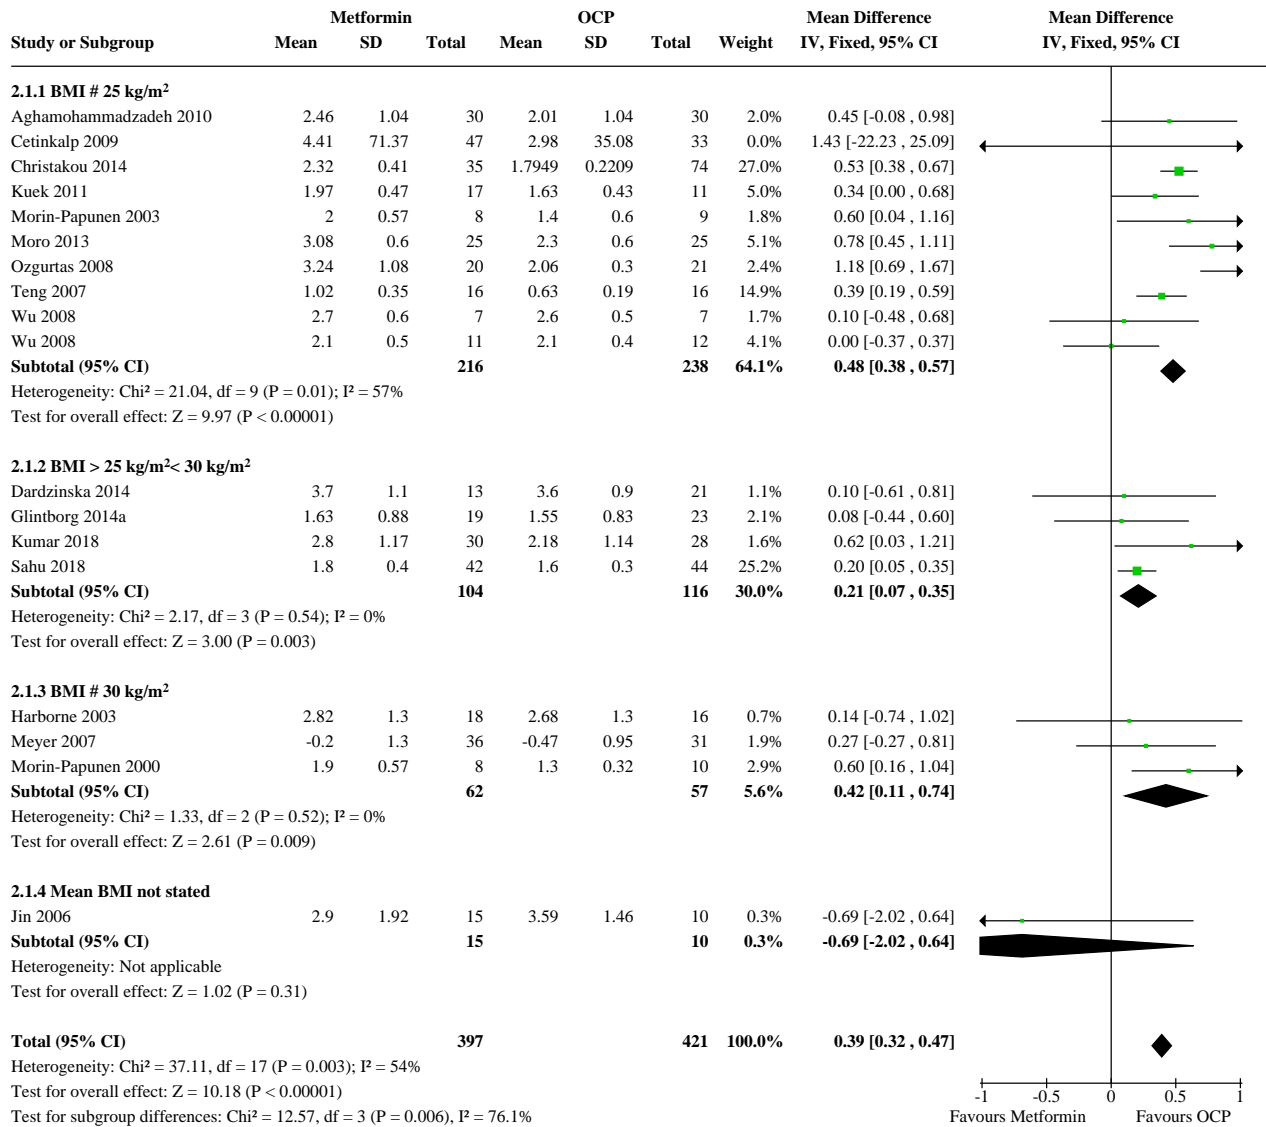 Metformin OCP Mean Difference Mean Difference
Study or Subgroup Mean SD Total Mean SD Total Weight IV, Fixed, 95% CI IV, Fixed, 95% CI
2.1.1 BMI # 25 kg/m²
Aghamohammadzadeh 2010 2.46 1.04 30 2.01 1.04 30 2.0% 0.45 [-0.08 , 0.98]
Cetinkalp 2009 4.41 71.37 47 2.98 35.08 33 0.0% 1.43 [-22.23 , 25.09]
Christakou 2014 2.32 0.41 35 1.7949 0.2209 74 27.0% 0.53 [0.38 , 0.67]
Kuek 2011 1.97 0.47 17 1.63 0.43 11 5.0% 0.34 [0.00 , 0.68]
Morin-Papunen 2003 2 0.57 8 1.4 0.6 9 1.8% 0.60 [0.04 , 1.16]
Moro 2013 3.08 0.6 25 2.3 0.6 25 5.1% 0.78 [0.45 , 1.11]
Ozgurtas 2008 3.24 1.08 20 2.06 0.3 21 2.4% 1.18 [0.69 , 1.67]
Teng 2007 1.02 0.35 16 0.63 0.19 16 14.9% 0.39 [0.19 , 0.59]
Wu 2008 2.7 0.6 7 2.6 0.5 7 1.7% 0.10 [-0.48 , 0.68]
Wu 2008 2.1 0.5 11 2.1 0.4 12 4.1% 0.00 [-0.37 , 0.37]
Subtotal (95% CI) 216 238 64.1% 0.48 [0.38 , 0.57]
Heterogeneity: Chi² = 21.04, df = 9 (P = 0.01); I² = 57%
Test for overall effect: Z = 9.97 (P < 0.00001)
2.1.2 BMI > 25 kg/m²< 30 kg/m²
Dardzinska 2014 3.7 1.1 13 3.6 0.9 21 1.1% 0.10 [-0.61 , 0.81]
Glintborg 2014a 1.63 0.88 19 1.55 0.83 23 2.1% 0.08 [-0.44 , 0.60]
Kumar 2018 2.8 1.17 30 2.18 1.14 28 1.6% 0.62 [0.03 , 1.21]
Sahu 2018 1.8 0.4 42 1.6 0.3 44 25.2% 0.20 [0.05 , 0.35]
Subtotal (95% CI) 104 116 30.0% 0.21 [0.07 , 0.35]
Heterogeneity: Chi² = 2.17, df = 3 (P = 0.54); I² = 0%
Test for overall effect: Z = 3.00 (P = 0.003)
2.1.3 BMI # 30 kg/m²
Harborne 2003 2.82 1.3 18 2.68 1.3 16 0.7% 0.14 [-0.74 , 1.02]
Meyer 2007 -0.2 1.3 36 -0.47 0.95 31 1.9% 0.27 [-0.27 , 0.81]
Morin-Papunen 2000 1.9 0.57 8 1.3 0.32 10 2.9% 0.60 [0.16 , 1.04]
Subtotal (95% CI) 62 57 5.6% 0.42 [0.11 , 0.74]
Heterogeneity: Chi² = 1.33, df = 2 (P = 0.52); I² = 0%
Test for overall effect: Z = 2.61 (P = 0.009)
2.1.4 Mean BMI not stated
Jin 2006 2.9 1.92 15 3.59 1.46 10 0.3% -0.69 [-2.02 , 0.64]
Subtotal (95% CI) 15 10 0.3% -0.69 [-2.02 , 0.64]
Heterogeneity: Not applicable
Test for overall effect: Z = 1.02 (P = 0.31)
Total (95% CI) 397 421 100.0% 0.39 [0.32 , 0.47]
Heterogeneity: Chi² = 37.11, df = 17 (P = 0.003); I² = 54%
Test for overall effect: Z = 10.18 (P < 0.00001)
Test for subgroup differences: Chi² = 12.57, df = 3 (P = 0.006), I² = 76.1%
-1 -0.5 0 0.5 1
Favours Metformin Favours OCP